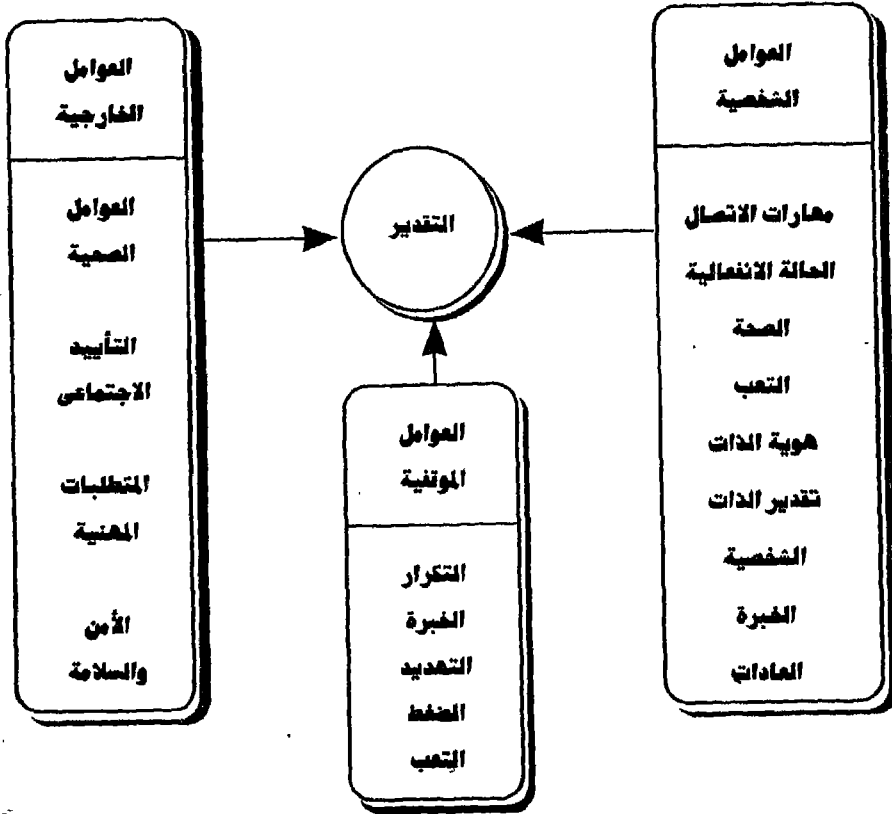 العوامل
الشخصية
مهارات الاتصال
الحالة الانفعالية
الصحة
التعب
هوية الذات
تقدير الذات
الشخصية
الخبرة
العادات
التقدير
العوامل
الموقفية
التكرار
الخبرة
التهديد
الضغط
التعب
العوامل
الخارجية
العوامل
الصحية
التأييد
الاجتماعى
المتطلبات
المهنية
الأمن
والسلامة